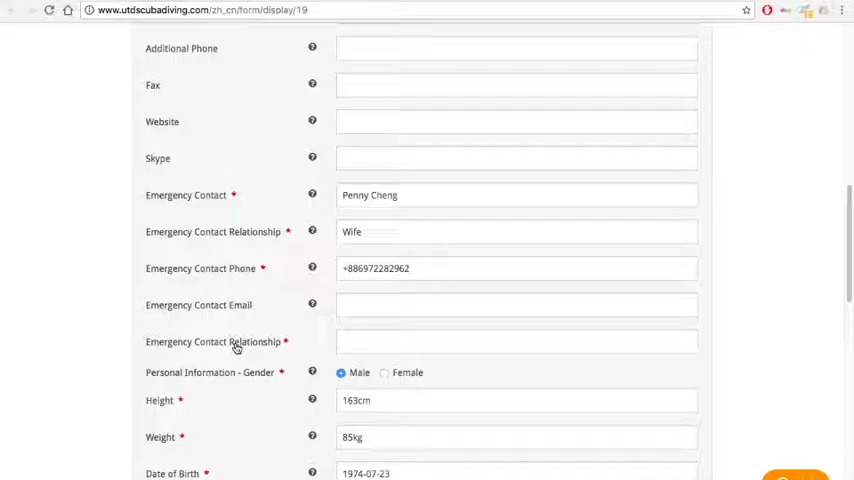 www.utdscubadiving.com/zh_cn/form/display/19
Additional Phone
Fax
Website
Skype
Emergency Contact * Penny Cheng
Emergency Contact Relationship * Wife
Emergency Contact Phone * +886972282962
Emergency Contact Email
Emergency Contact Relationship *
Personal Information - Gender * Male Female
Height * 163cm
Weight * 85kg
Date of Birth * 1974-07-23